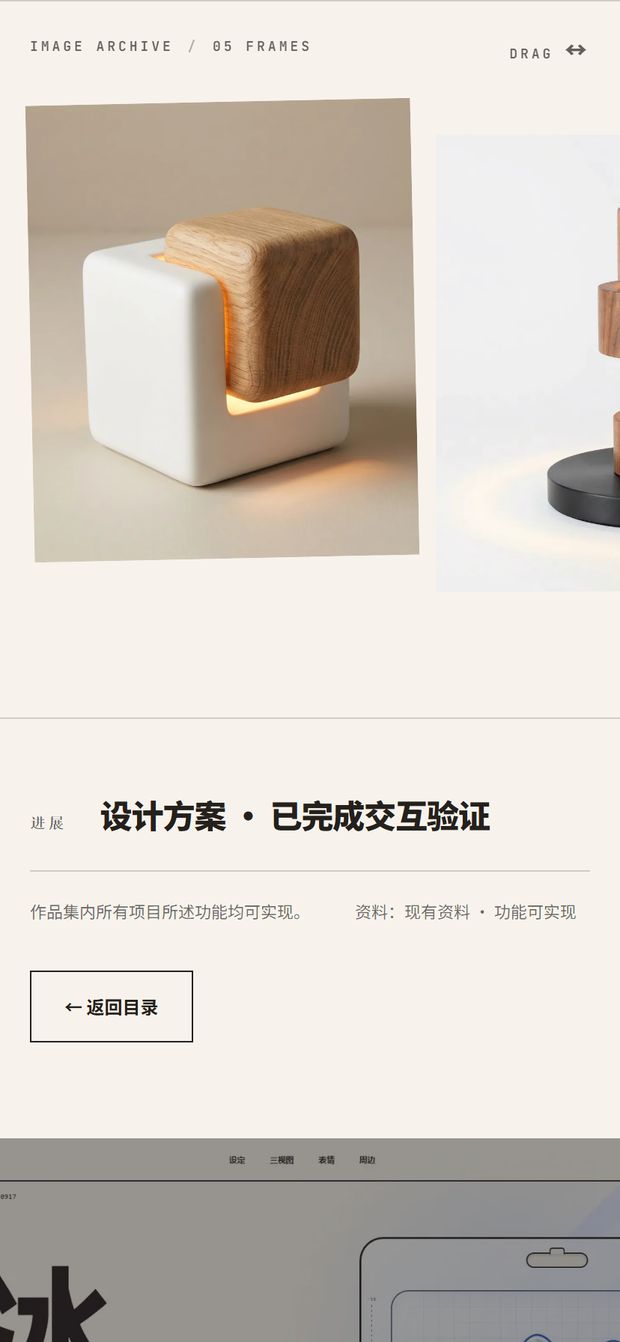 IMAGE ARCHIVE / 05 FRAMES
DRAG ↔
进展
设计方案 · 已完成交互验证
作品集内所有项目所述功能均可实现。
资料：现有资料 · 功能可实现
← 返回目录
设定 三视图 表情 周边
0917
冰